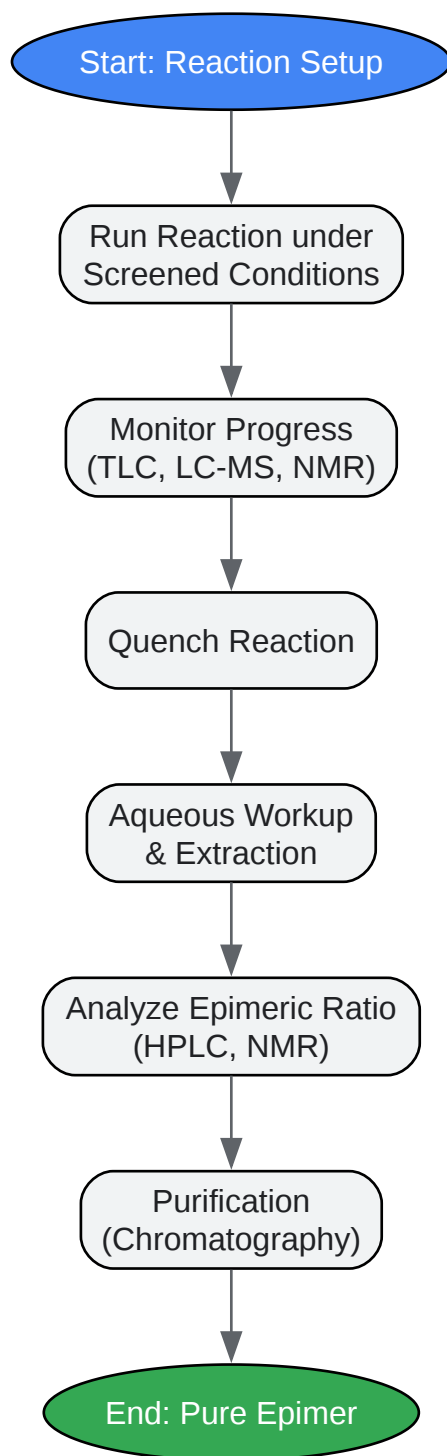 Start: Reaction Setup
Run Reaction under
Screened Conditions
Monitor Progress
(TLC, LC-MS, NMR)
Quench Reaction
Aqueous Workup
& Extraction
Analyze Epimeric Ratio
(HPLC, NMR)
Purification
(Chromatography)
End: Pure Epimer